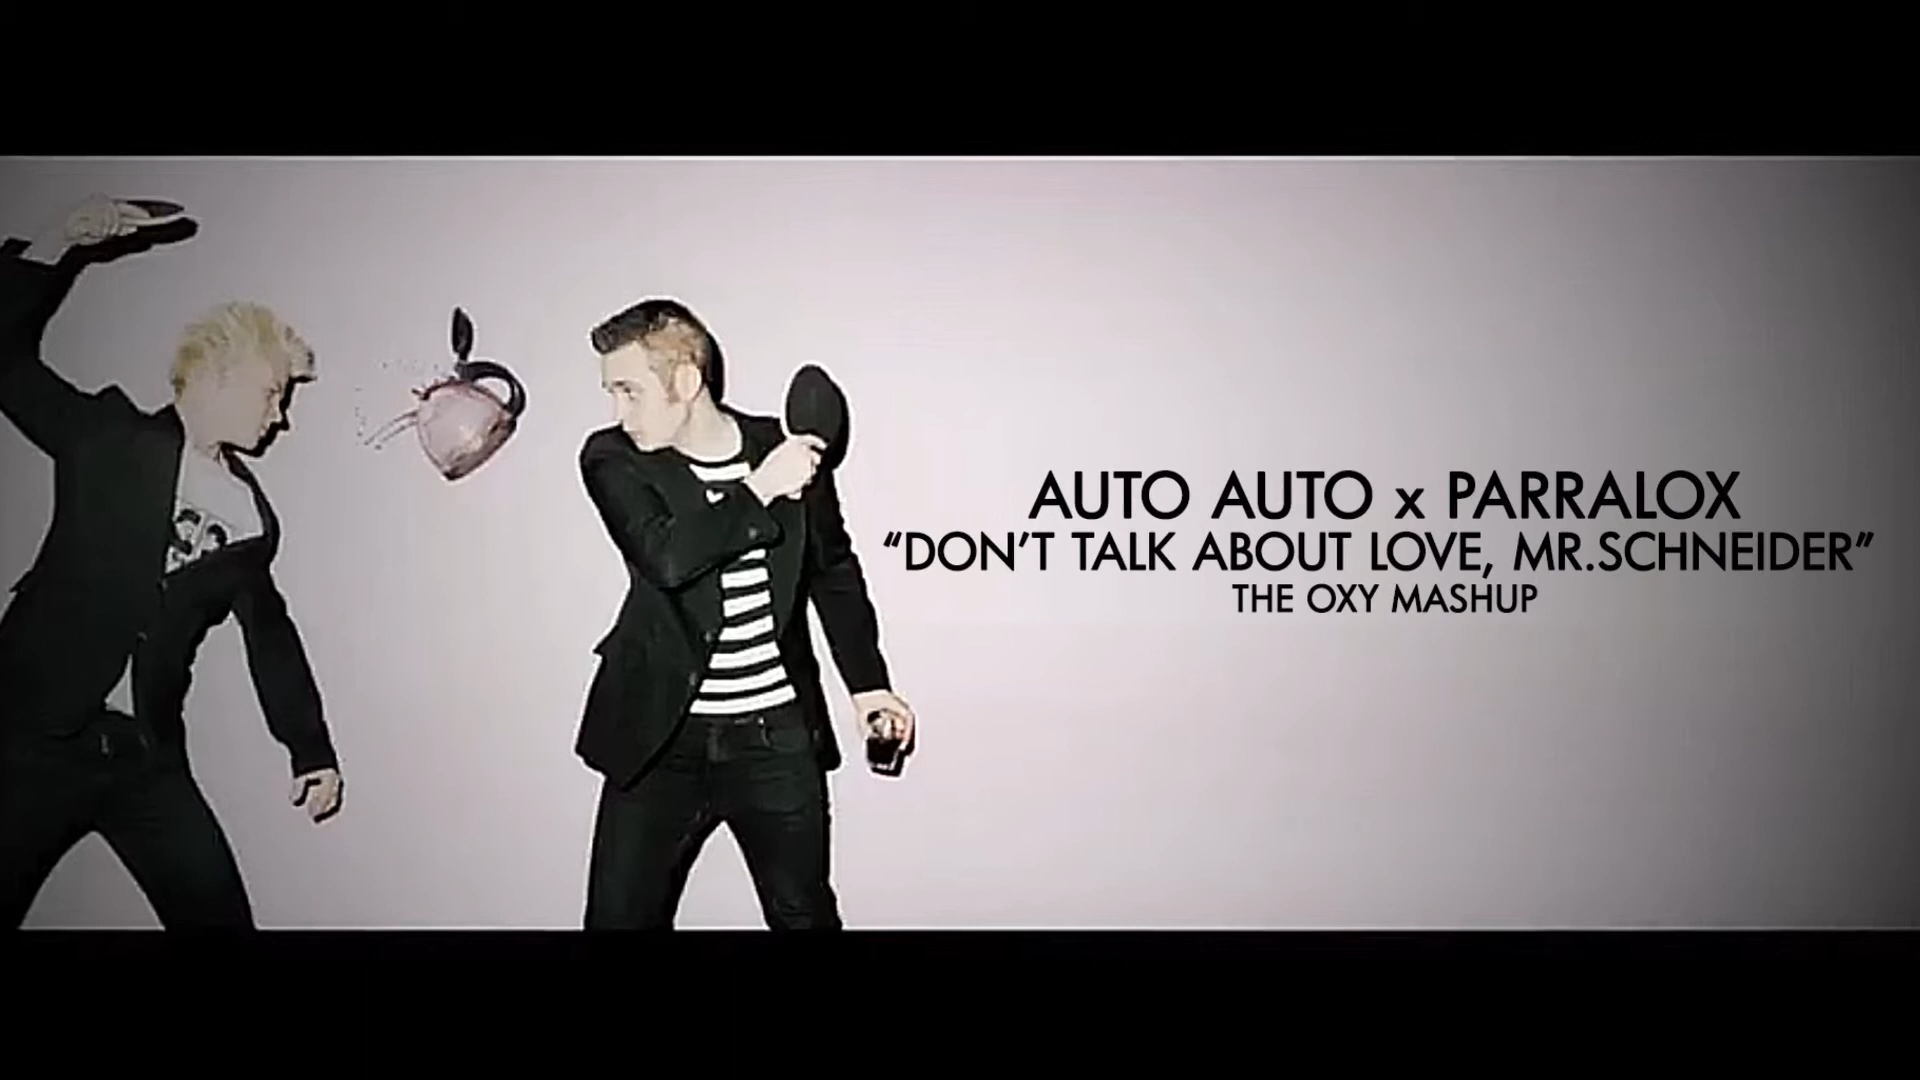 AUTO AUTO x PARRALOX
“DON’T TALK ABOUT LOVE, MR.SCHNEIDER”
THE OXY MASHUP